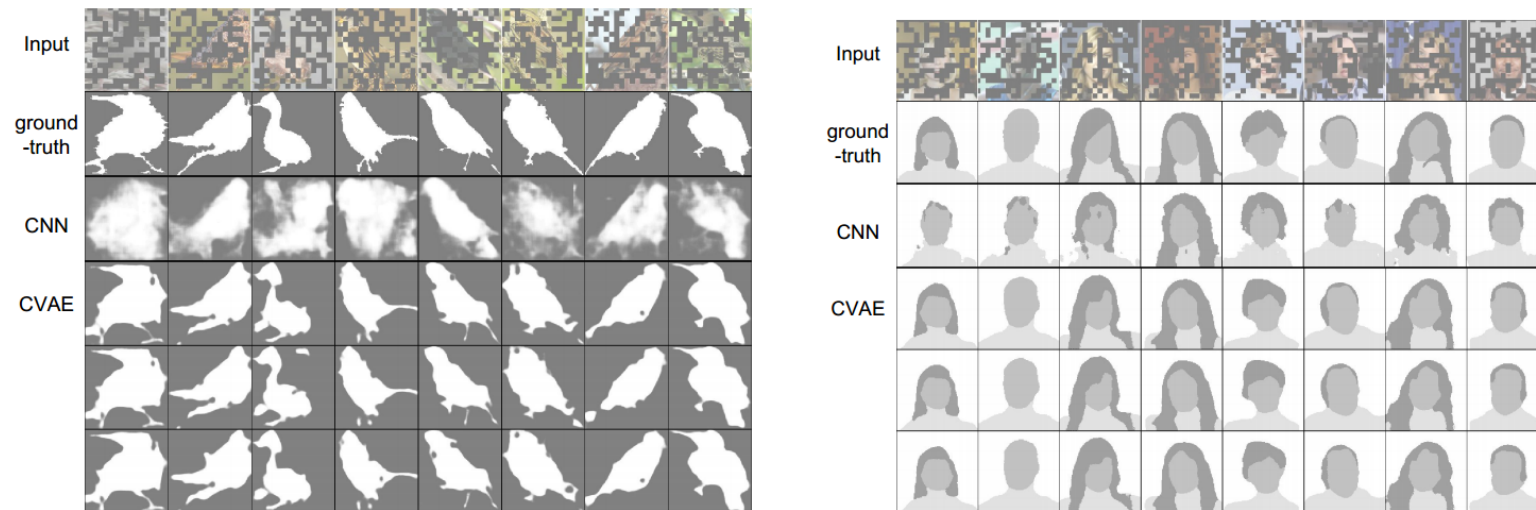 Input
ground
-truth
CNN
CVAE
Input
ground
-truth
CNN
CVAE